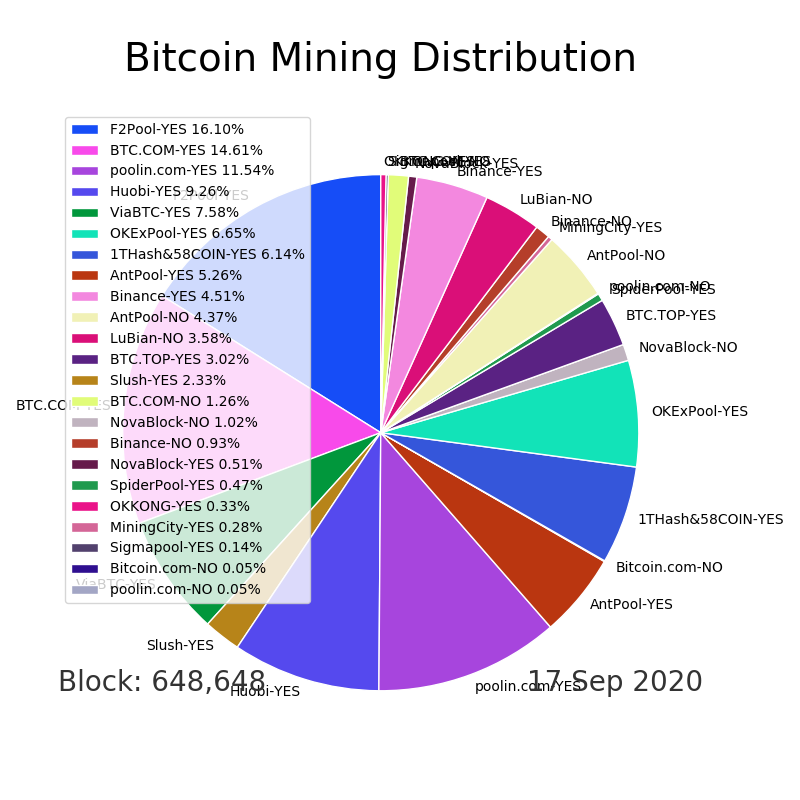 Bitcoin Mining Distribution
F2Pool-YES 16.10%
BTC.COM-YES 14.61%
poolin.com-YES 11.54%
Huobi-YES 9.26%
ViaBTC-YES 7.58%
OKExPool-YES 6.65%
1THash&58COIN-YES 6.14%
AntPool-YES 5.26%
Binance-YES 4.51%
AntPool-NO 4.37%
LuBian-NO 3.58%
BTC.TOP-YES 3.02%
Slush-YES 2.33%
BTC.COM-NO 1.26%
NovaBlock-NO 1.02%
Binance-NO 0.93%
NovaBlock-YES 0.51%
SpiderPool-YES 0.47%
OKKONG-YES 0.33%
MiningCity-YES 0.28%
Sigmapool-YES 0.14%
Bitcoin.com-NO 0.05%
poolin.com-NO 0.05%
NovaBlock-YES
Binance-YES
LuBian-NO
Binance-NO
MiningCity-YES
AntPool-NO
poolin.com-NO
SpiderPool-YES
BTC.TOP-YES
NovaBlock-NO
OKExPool-YES
1THash&58COIN-YES
Bitcoin.com-NO
AntPool-YES
poolin.com-YES
Huobi-YES
Slush-YES
ViaBTC-YES
BTC.COM-YES
F2Pool-YES
Block: 648,648
17 Sep 2020